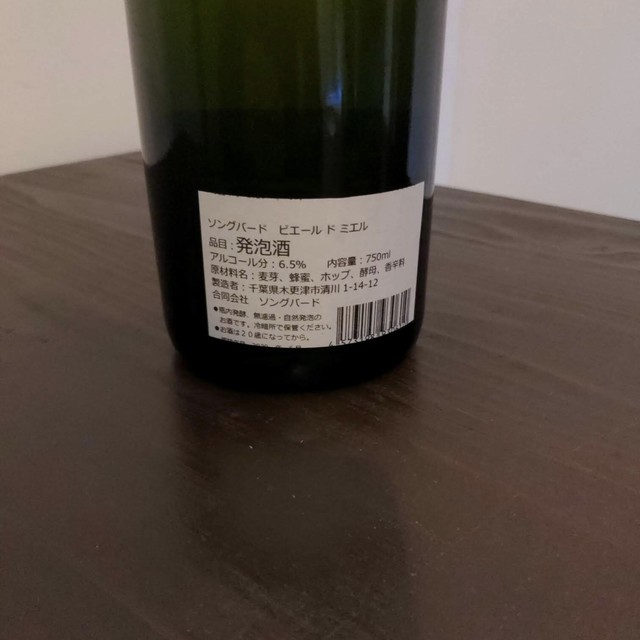 ソングバード　ビエール ド ミエル
品目：発泡酒
アルコール分：6.5%　　内容量：750ml
原材料名：麦芽、蜂蜜、ホップ、酵母、香辛料
製造者：千葉県木更津市清川 1-14-12
合同会社　ソングバード
●瓶内発酵、無濾過・自然発泡の
お酒です。冷暗所で保管ください。
●お酒は２０歳になってから。